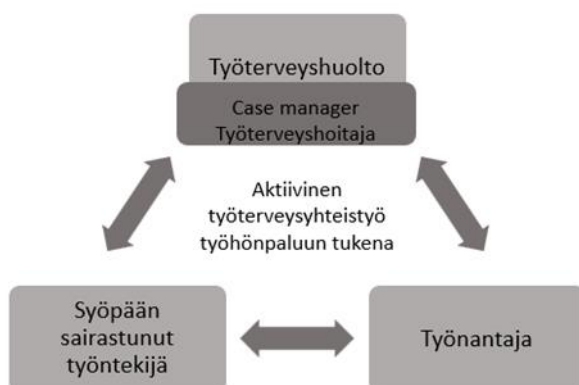 Työterveyshuolto
Case manager
Työterveyshoitaja
Aktiivinen
työterveysyhteistyö
työhönpaluun tukena
Syöpään
sairastunut
työntekijä
Työnantaja